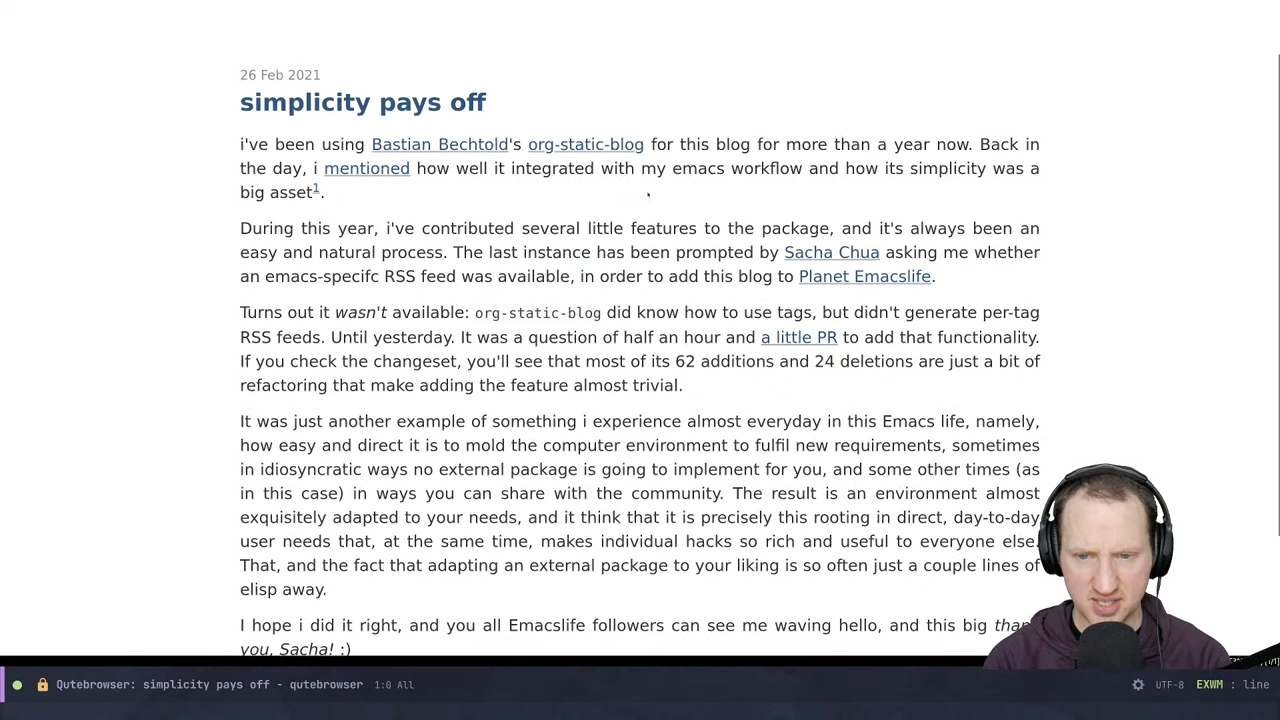 26 Feb 2021
simplicity pays off
i've been using Bastian Bechtold's org-static-blog for this blog for more than a year now. Back in
the day, i mentioned how well it integrated with my emacs workflow and how its simplicity was a
big asset1.
During this year, i've contributed several little features to the package, and it's always been an
easy and natural process. The last instance has been prompted by Sacha Chua asking me whether
an emacs-specifc RSS feed was available, in order to add this blog to Planet Emacslife.
Turns out it wasn't available: org-static-blog did know how to use tags, but didn't generate per-tag
RSS feeds. Until yesterday. It was a question of half an hour and a little PR to add that functionality.
If you check the changeset, you'll see that most of its 62 additions and 24 deletions are just a bit of
refactoring that make adding the feature almost trivial.
It was just another example of something i experience almost everyday in this Emacs life, namely,
how easy and direct it is to mold the computer environment to fulfil new requirements, sometimes
in idiosyncratic ways no external package is going to implement for you, and some other times (as
in this case) in ways you can share with the community. The result is an environment almost
exquisitely adapted to your needs, and it think that it is precisely this rooting in direct, day-to-day
user needs that, at the same time, makes individual hacks so rich and useful to everyone else.
That, and the fact that adapting an external package to your liking is so often just a couple lines of
elisp away.
I hope i did it right, and you all Emacslife followers can see me waving hello, and this big
you, Sacha! :)
Qutebrowser: simplicity pays off - qutebrowser 1:0 All
UTF-8 EXWM : line